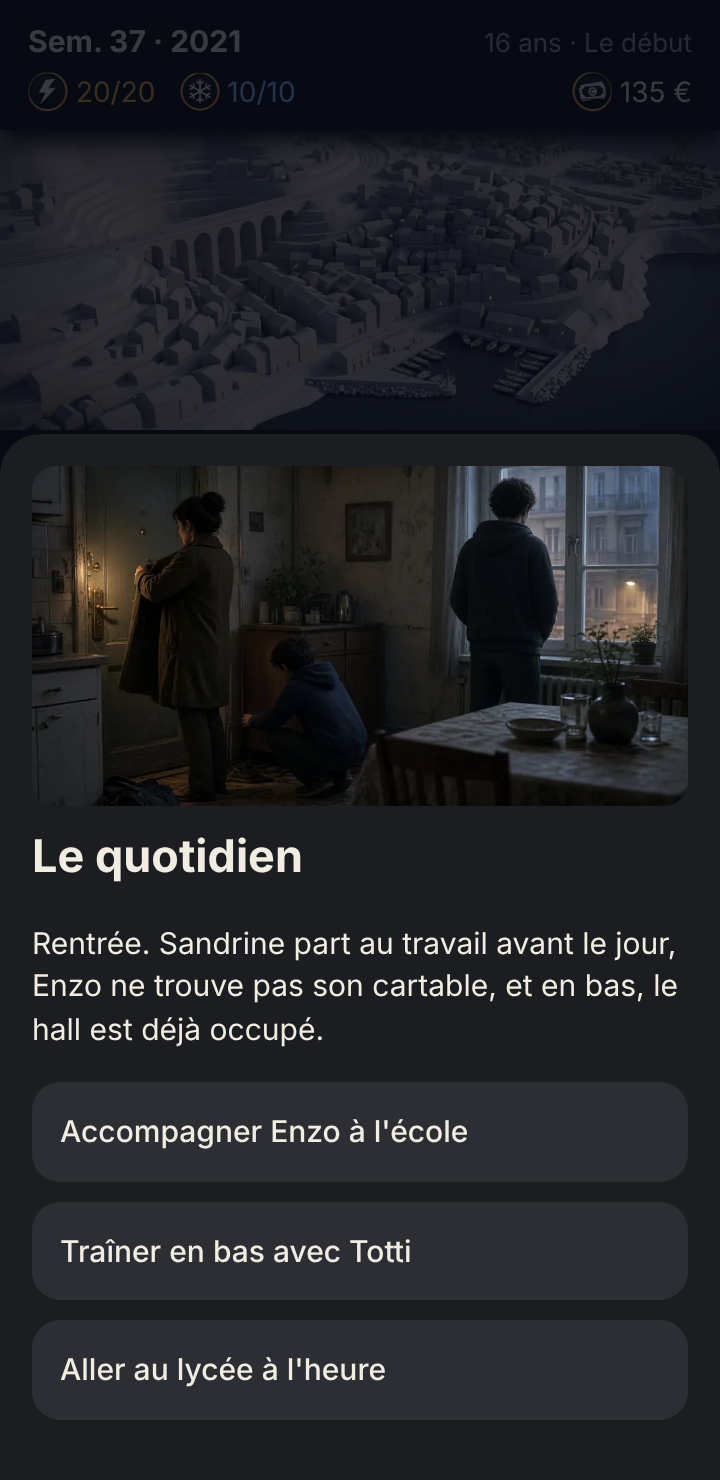 Sem. 37 · 2021
16 ans · Le début
20/20
10/10
135 €
Le quotidien
Rentrée. Sandrine part au travail avant le jour,
Enzo ne trouve pas son cartable, et en bas, le
hall est déjà occupé.
Accompagner Enzo à l'école
Traîner en bas avec Totti
Aller au lycée à l'heure